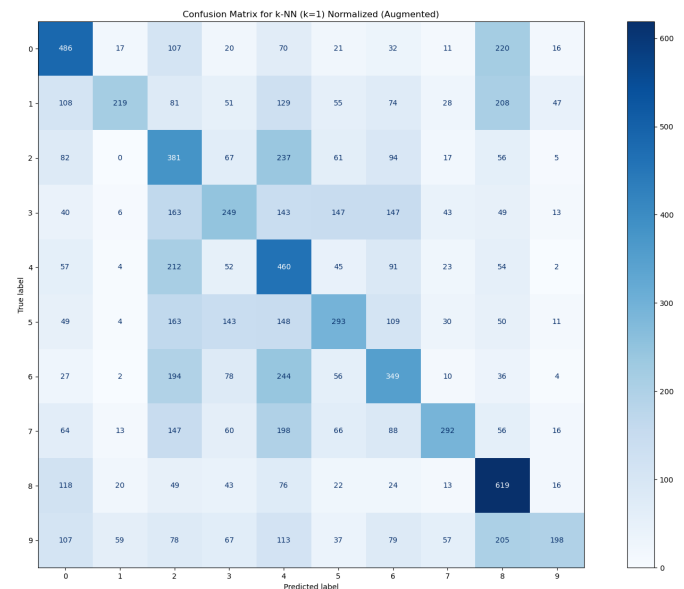 Confusion Matrix for k-NN (k=1) Normalized (Augmented)
0 486 17 107 20 70 21 32 11 220 16
1 108 219 81 51 129 55 74 28 208 47
2 82 0 381 67 237 61 94 17 56 5
3 40 6 163 249 143 147 147 43 49 13
4 57 4 212 52 460 45 91 23 54 2
5 49 4 163 143 148 293 109 30 50 11
6 27 2 194 78 244 56 349 10 36 4
7 64 13 147 60 198 66 88 292 56 16
8 118 20 49 43 76 22 24 13 619 16
9 107 59 78 67 113 37 79 57 205 198
0 1 2 3 4 5 6 7 8 9
Predicted label
True label
600
500
400
300
200
100
0